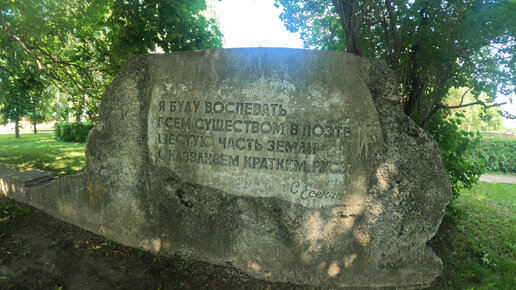 Я БУДУ ВОСПЕВАТЬ
ВСЕМ СУЩЕСТВОМ В ПОЭТЕ
ШЕСТУЮ ЧАСТЬ ЗЕМЛИ
С НАЗВАНЬЕМ КРАТКИМ „РУСЬ"
С Есенин